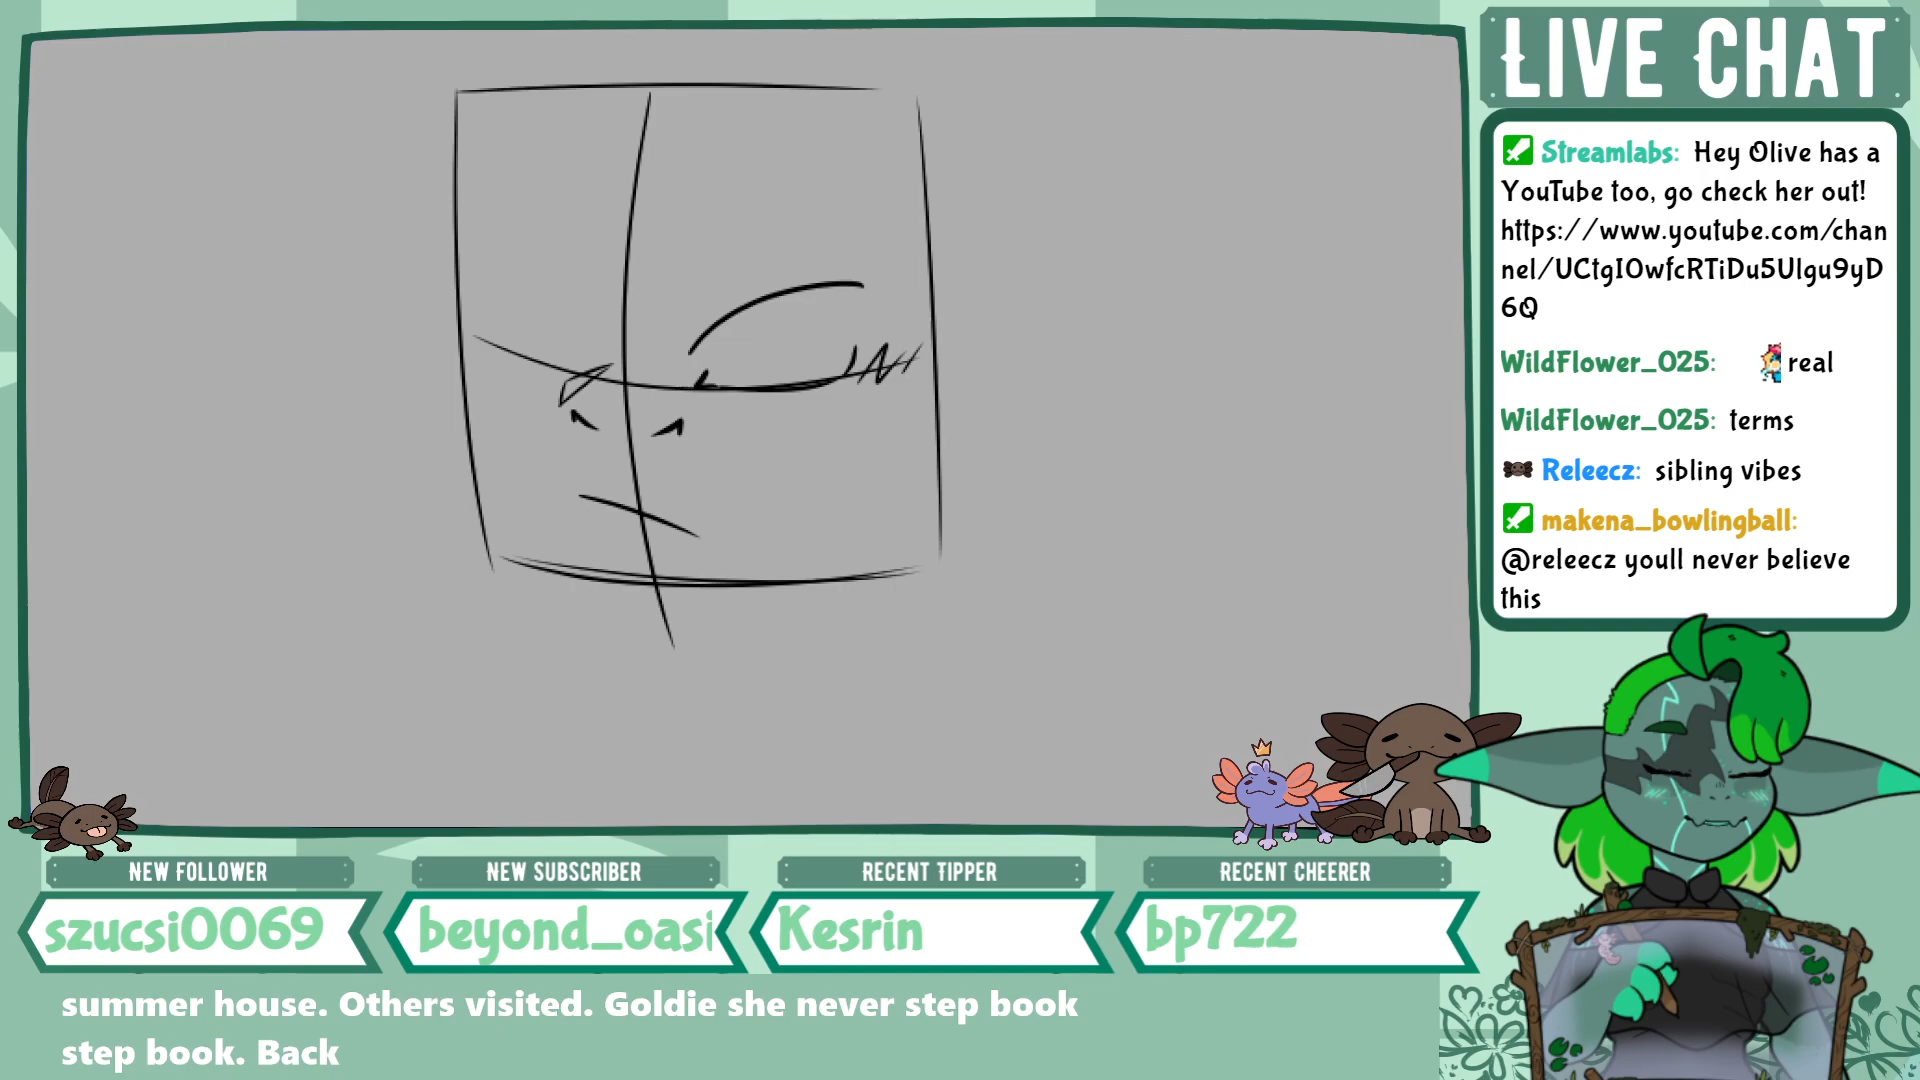 LIVE CHAT
Streamlabs: Hey Olive has a
YouTube too, go check her out!
https://www.youtube.com/chan
nel/UCtgIOwfcRTiDu5UIgu9yD
6Q
WildFlower_025: real
WildFlower_025: terms
Releecz: sibling vibes
makena_bowlingball:
@releecz youll never believe
this
NEW FOLLOWER
NEW SUBSCRIBER
RECENT TIPPER
RECENT CHEERER
szucsi0069
beyond_oasi
Kesrin
bp722
summer house. Others visited. Goldie she never step book
step book. Back